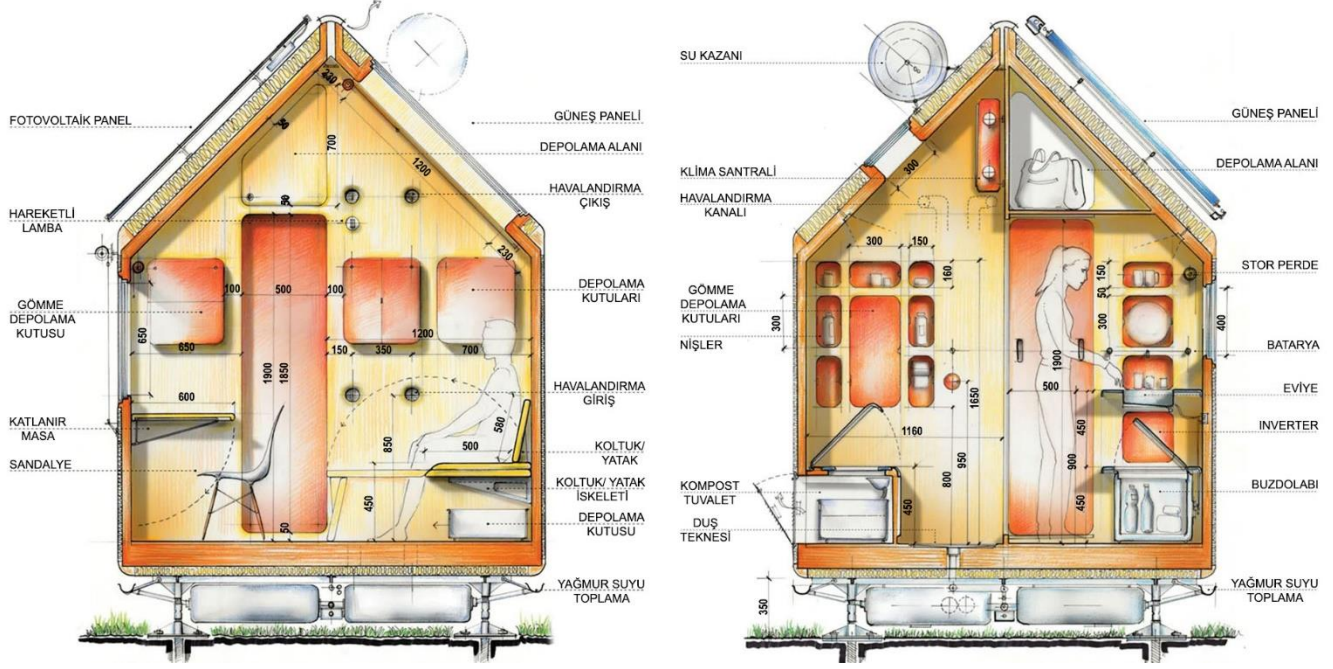 FOTOVOLTAİK PANEL
HAREKETLİ
LAMBA
GÖMME
DEPOLAMA
KUTUSU
KATLANIR
MASA
SANDALYE
230
50
700
1200
50
230
100
500
100
650
650
1200
150
350
700
1900
1850
600
580
500
850
450
50
GÜNEŞ PANELİ
DEPOLAMA ALANI
HAVALANDIRMA
ÇIKIŞ
DEPOLAMA
KUTULARI
HAVALANDIRMA
GİRİŞ
KOLTUK/
YATAK
KOLTUK/ YATAK
İSKELETİ
DEPOLAMA
KUTUSU
YAĞMUR SUYU
TOPLAMA
SU KAZANI
KLİMA SANTRALİ
HAVALANDIRMA
KANALI
GÖMME
DEPOLAMA
KUTULARI
NİŞLER
KOMPOST
TUVALET
DUŞ
TEKNESİ
300
300
150
160
300
150
50
300
400
1900
500
1650
1160
450
950
900
800
450
350
GÜNEŞ PANELİ
DEPOLAMA ALANI
STOR PERDE
BATARYA
EVİYE
INVERTER
BUZDOLABI
YAĞMUR SUYU
TOPLAMA